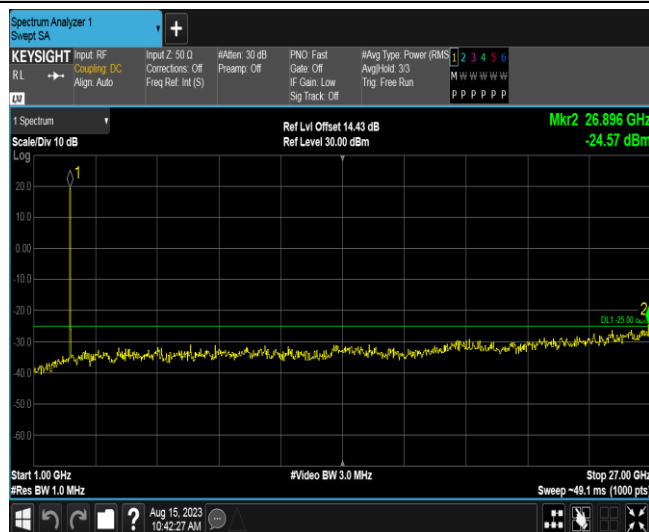 Spectrum Analyzer 1
Swept SA
KEYSIGHT
RL
Input: RF
Coupling: DC
Align: Auto
Input Z: 50 Ω
Corrections: Off
Freq Ref: Int (S)
#Atten: 30 dB
Preamp: Off
PNO: Fast
Gate: Off
IF Gain: Low
Sig Track: Off
#Avg Type: Power (RMS
Avg|Hold: 3/3
Trig: Free Run
1 2 3 4 5 6
M W W W W W
P P P P P P
LXI
1 Spectrum
Scale/Div 10 dB
Log
Ref Lvl Offset 14.43 dB
Ref Level 30.00 dBm
Mkr2 26.896 GHz
-24.57 dBm
1
20.0
10.0
0.00
-10.0
-20.0
-30.0
-40.0
-50.0
-60.0
2
DL1 -25.00
Start 1.00 GHz
#Res BW 1.0 MHz
#Video BW 3.0 MHz
Stop 27.00 GHz
Sweep ~49.1 ms (1000 pts)
?
Aug 15, 2023
10:42:27 AM